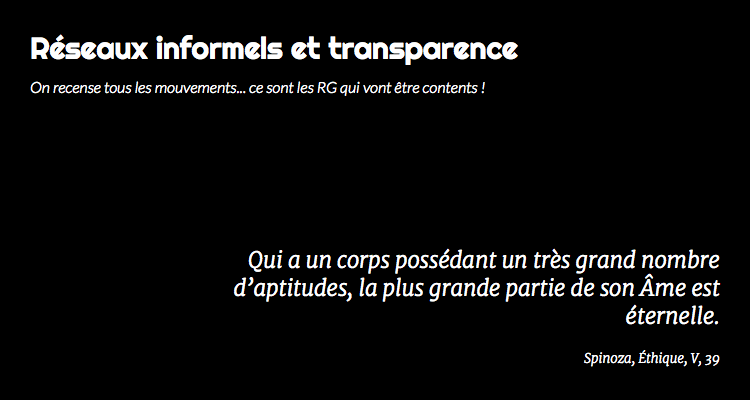 Réseaux informels et transparence
On recense tous les mouvements... ce sont les RG qui vont être contents !
Qui a un corps possédant un très grand nombre
d’aptitudes, la plus grande partie de son Âme est
éternelle.
Spinoza, Éthique, V, 39